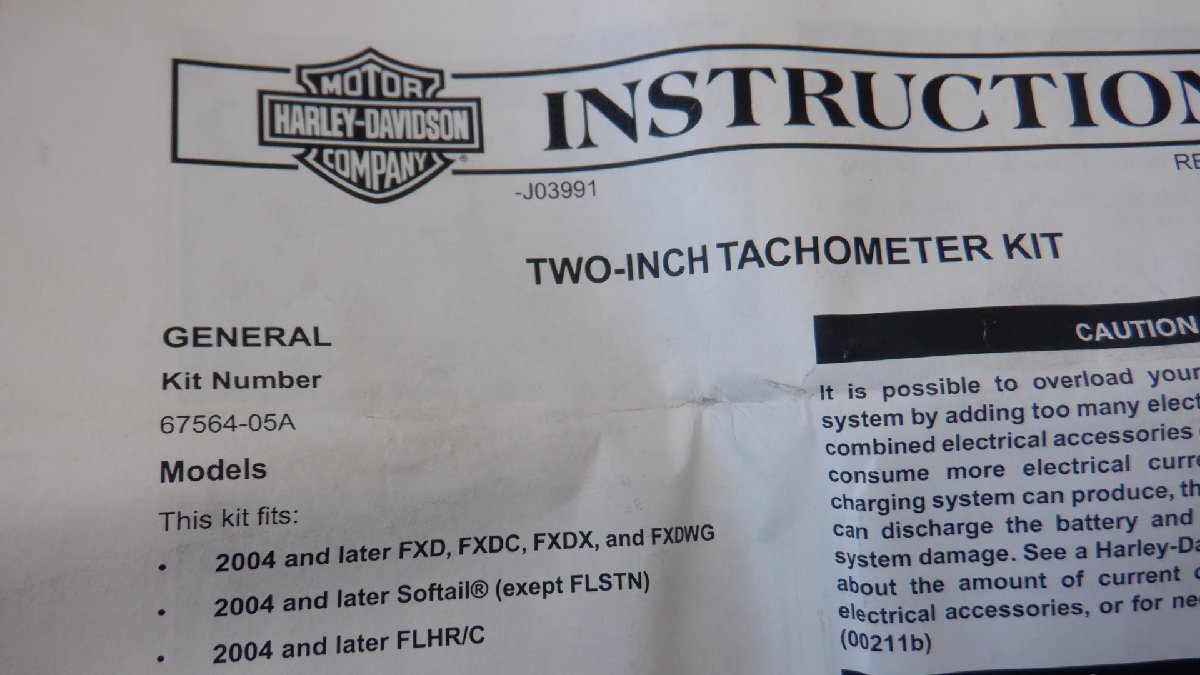 MOTOR
HARLEY-DAVIDSON
COMPANY
®
INSTRUCTION
-J03991
RE
TWO-INCH TACHOMETER KIT
GENERAL
Kit Number
67564-05A
Models
This kit fits:
• 2004 and later FXD, FXDC, FXDX, and FXDWG
• 2004 and later Softail® (exept FLSTN)
• 2004 and later FLHR/C
CAUTION
It is possible to overload your
system by adding too many elect
combined electrical accessories
consume more electrical curre
charging system can produce, th
can discharge the battery and
system damage. See a Harley-Da
about the amount of current
electrical accessories, or for ne
(00211b)